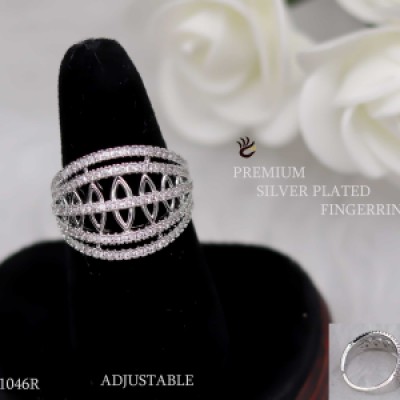 PREMIUM
SILVER PLATED
FINGERRIN
1046R
ADJUSTABLE